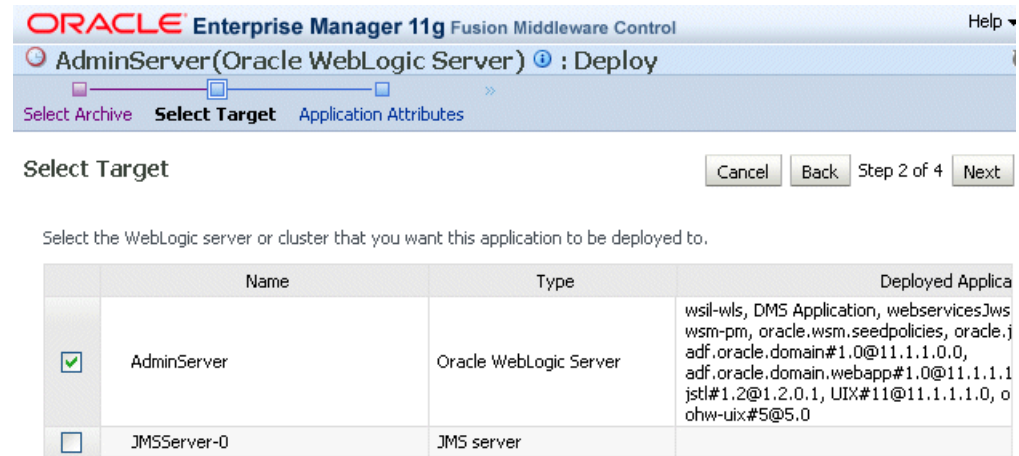 ORACLE Enterprise Manager 11g Fusion Middleware Control
Help
AdminServer(Oracle WebLogic Server) : Deploy
Select Archive Select Target Application Attributes
Select Target
Cancel Back Step 2 of 4 Next
Select the WebLogic server or cluster that you want this application to be deployed to.
Name Type Deployed Applica
wsil-wls, DMS Application, webservicesJws
wsm-pm, oracle.wsm.seedpolicies, oracle.j
adf.oracle.domain#1.0@11.1.1.0.0,
AdminServer Oracle WebLogic Server
adf.oracle.domain.webapp#1.0@11.1.1.1
jstl#1.2@1.2.0.1, UIX#11@11.1.1.1.0, o
ohw-uix#5@5.0
JMSServer-0 JMS server